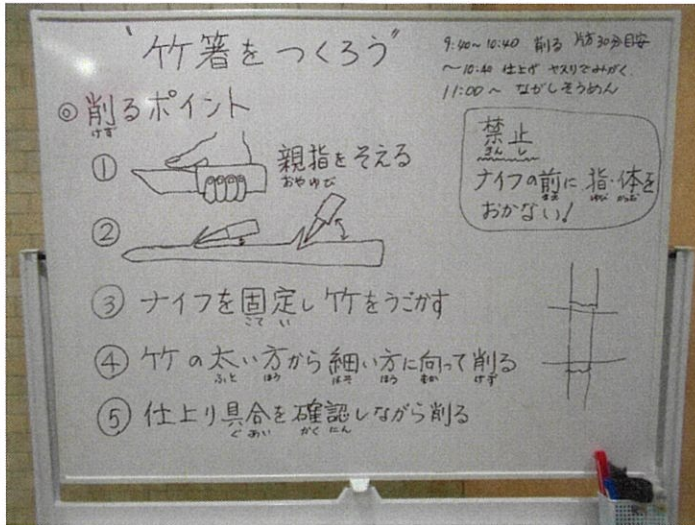 "竹箸をつくろう"
9:40～10:40 削る 片方30分目安
～10:40 仕上げ ヤスリでみがく
11:00～ ながしそうめん
◎削るポイント
けず
禁止
きんし
ナイフの前に指・体を
まえ ゆび からだ
おかない!
① 親指をそえる
おやゆび
②
③ ナイフを固定し竹をうごかす
こてい
④ 竹の太い方から細い方に向って削る
ふと ほう ほそ ほう むか けず
⑤ 仕上り具合を確認しながら削る
ぐあい かくにん